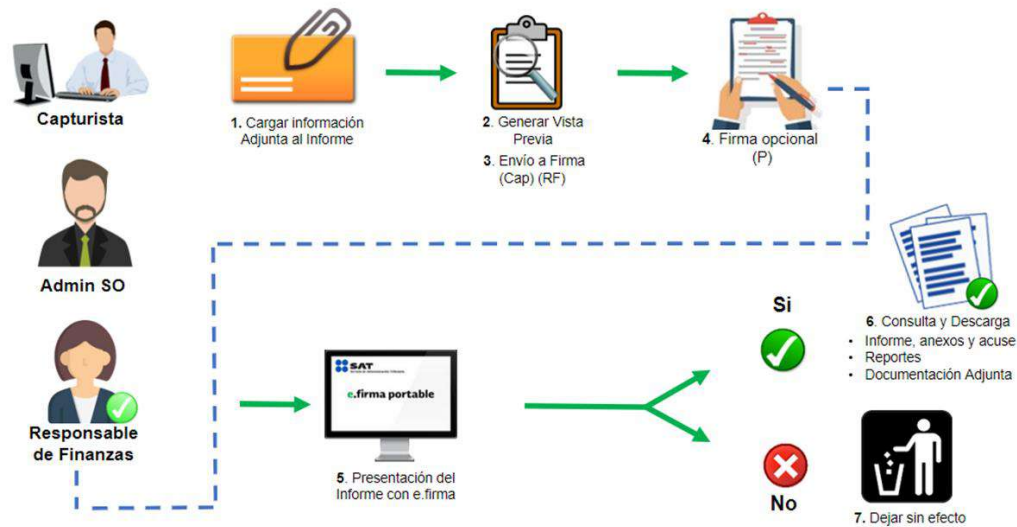 Capturista
1. Cargar información
Adjunta al Informe
2. Generar Vista
Previa
3. Envío a Firma
(Cap) (RF)
4. Firma opcional
(P)
Admin SO
Responsable
de Finanzas
SAT
e.firma portable
5. Presentación del
Informe con e.firma
Si
No
6. Consulta y Descarga
• Informe, anexos y acuse
• Reportes
• Documentación Adjunta
7. Dejar sin efecto